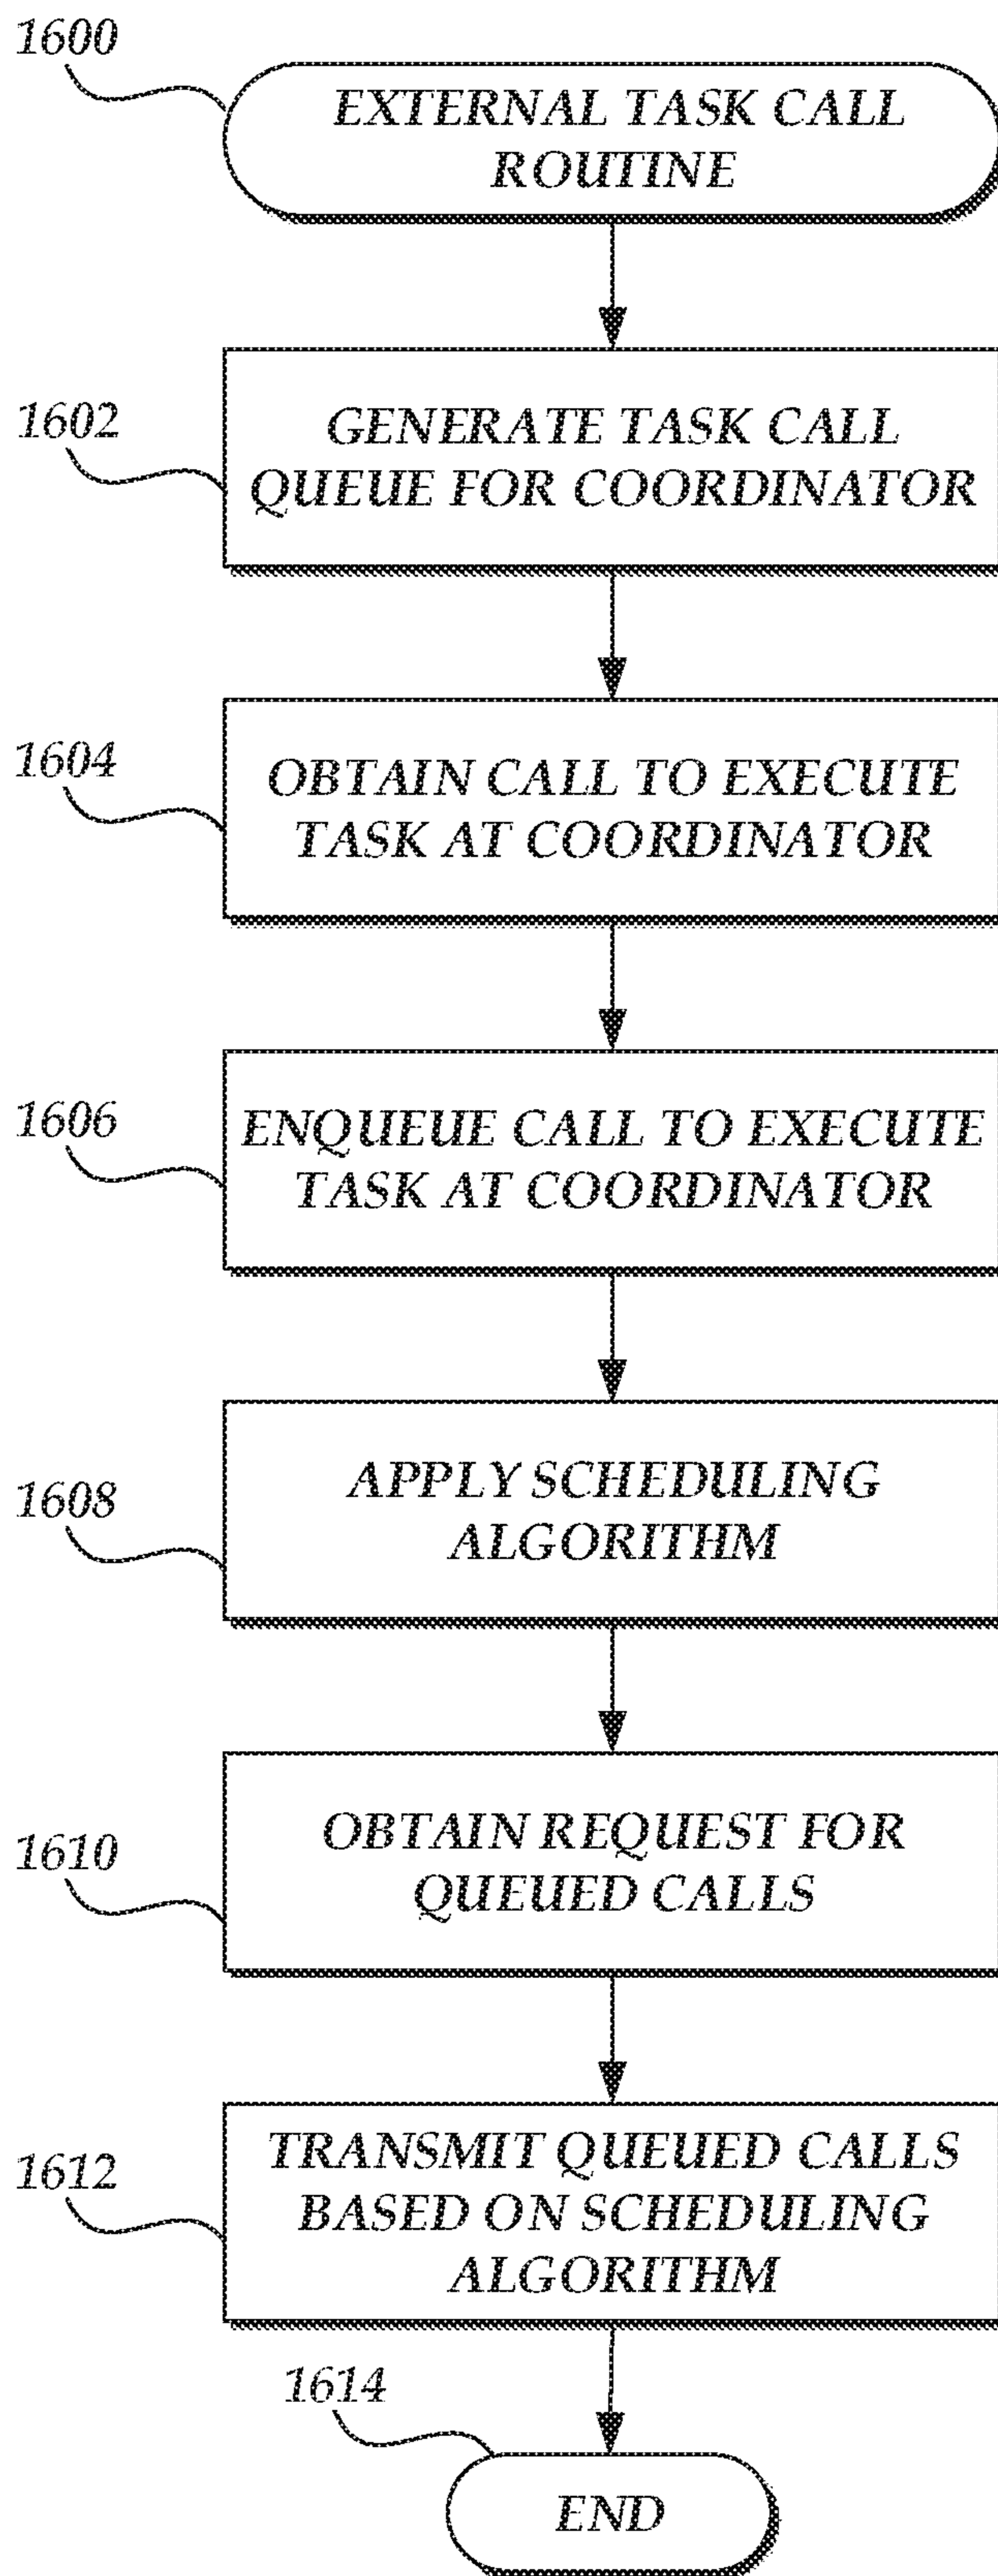 1600
EXTERNAL TASK CALL
ROUTINE
1602
GENERATE TASK CALL
QUEUE FOR COORDINATOR
1604
OBTAIN CALL TO EXECUTE
TASK AT COORDINATOR
1606
ENQUEUE CALL TO EXECUTE
TASK AT COORDINATOR
1608
APPLY SCHEDULING
ALGORITHM
1610
OBTAIN REQUEST FOR
QUEUED CALLS
1612
TRANSMIT QUEUED CALLS
BASED ON SCHEDULING
ALGORITHM
1614
END